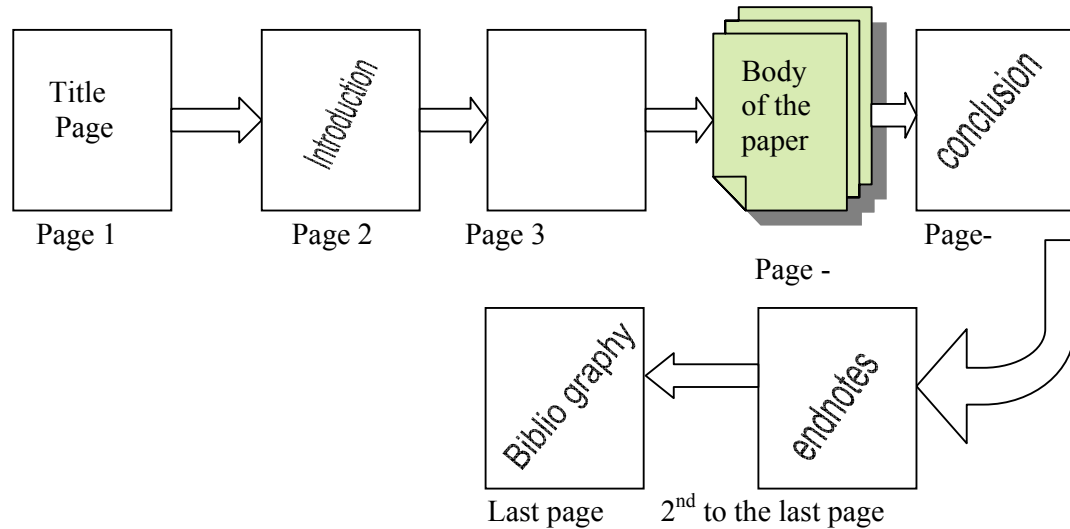 Title
Page
Introduction
Body
of the
paper
conclusion
Page 1
Page 2
Page 3
Page -
Page-
Biblio graphy
endnotes
Last page
2nd to the last page